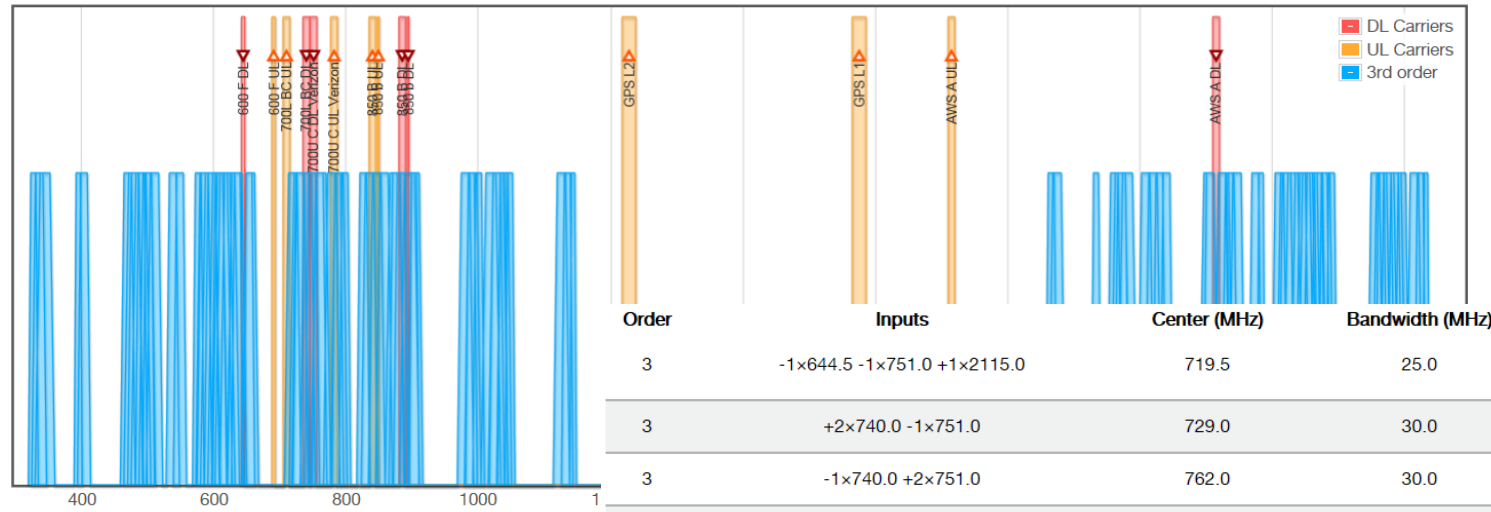 DL Carriers
UL Carriers
3rd order
600 F DL
600 F UL
700L BC UL
700L BC DL
700U C DL Verizon
700U C UL Verizon
850 B UL
850 B DL
GPS L2
GPS L1
AWS A UL
AWS A DL
Order Inputs Center (MHz) Bandwidth (MHz)
3 -1×644.5 -1×751.0 +1×2115.0 719.5 25.0
3 +2×740.0 -1×751.0 729.0 30.0
3 -1×740.0 +2×751.0 762.0 30.0
400 600 800 1000 1